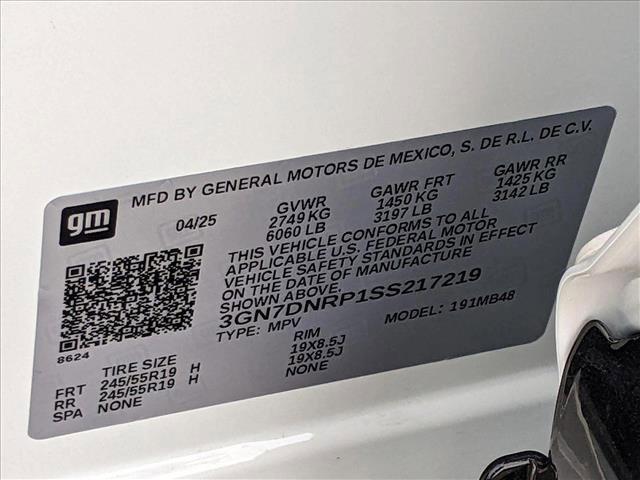 gm
MFD BY GENERAL MOTORS DE MEXICO, S. DE R.L. DE C.V.
04/25
GVWR
2749 KG
6060 LB
GAWR FRT
1450 KG
3197 LB
GAWR RR
1425 KG
3142 LB
THIS VEHICLE CONFORMS TO ALL
APPLICABLE U.S. FEDERAL MOTOR
VEHICLE SAFETY STANDARDS IN EFFECT
ON THE DATE OF MANUFACTURE
SHOWN ABOVE.
3GN7DNRP1SS217219
TYPE: MPV
MODEL: 191MB48
8624
TIRE SIZE
RIM
FRT 245/55R19 H 19X8.5J
RR 245/55R19 H 19X8.5J
SPA NONE NONE